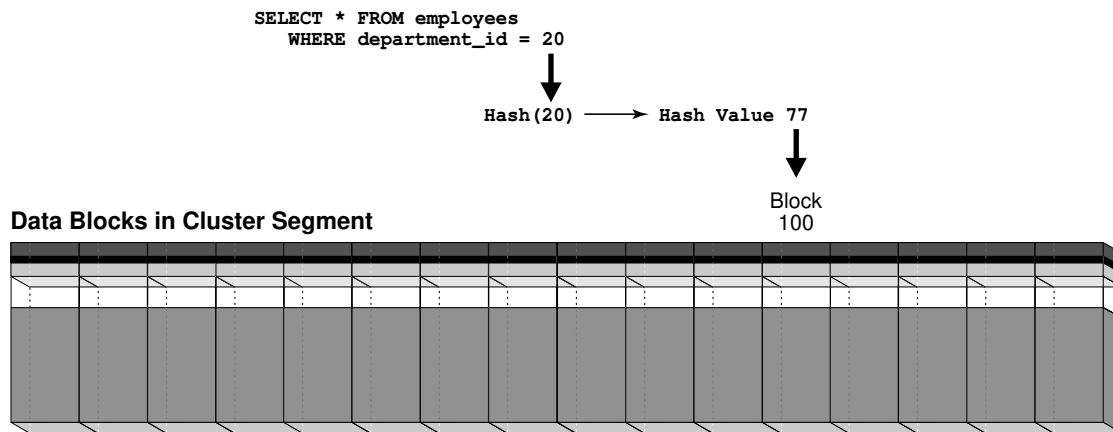 SELECT * FROM employees
WHERE department_id = 20
Hash(20)
Hash Value 77
Block
100
Data Blocks in Cluster Segment